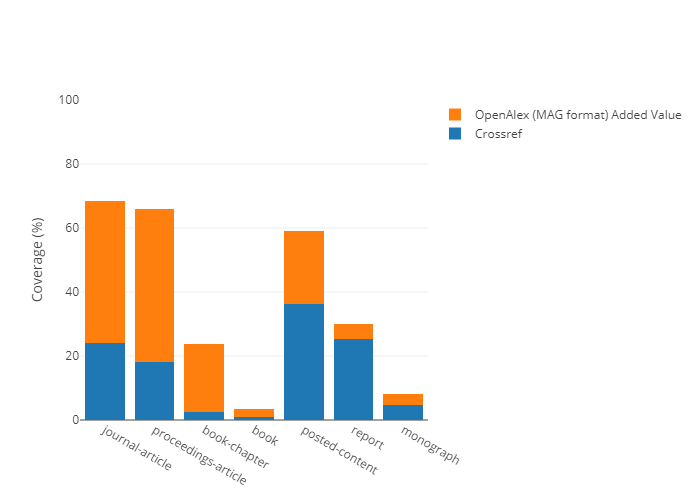 OpenAlex (MAG format) Added Value
Crossref
Coverage (%)
100
80
60
40
20
0
journal-article
proceedings-article
book-chapter
book
posted-content
report
monograph